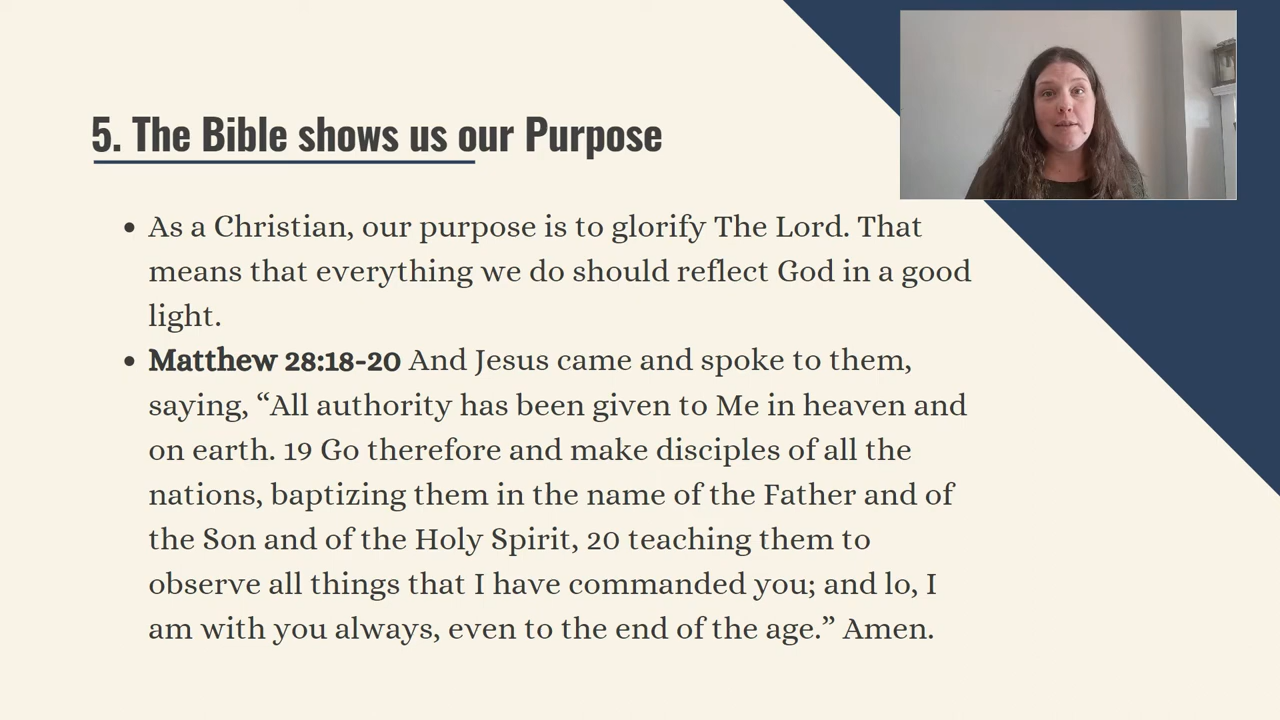 5. The Bible shows us our Purpose
• As a Christian, our purpose is to glorify The Lord. That
means that everything we do should reflect God in a good
light.
• Matthew 28:18-20 And Jesus came and spoke to them,
saying, “All authority has been given to Me in heaven and
on earth. 19 Go therefore and make disciples of all the
nations, baptizing them in the name of the Father and of
the Son and of the Holy Spirit, 20 teaching them to
observe all things that I have commanded you; and lo, I
am with you always, even to the end of the age.” Amen.